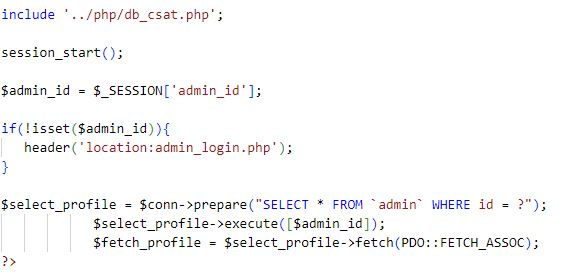 include '../php/db_csat.php';
session_start();
$admin_id = $_SESSION['admin_id'];
if(!isset($admin_id)){
header('location:admin_login.php');
}
$select_profile = $conn->prepare("SELECT * FROM `admin` WHERE id = ?");
$select_profile->execute([$admin_id]);
$fetch_profile = $select_profile->fetch(PDO::FETCH_ASSOC);
?>